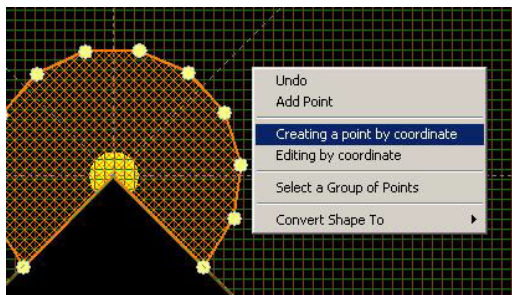 Undo
Add Point
Creating a point by coordinate
Editing by coordinate
Select a Group of Points
Convert Shape To